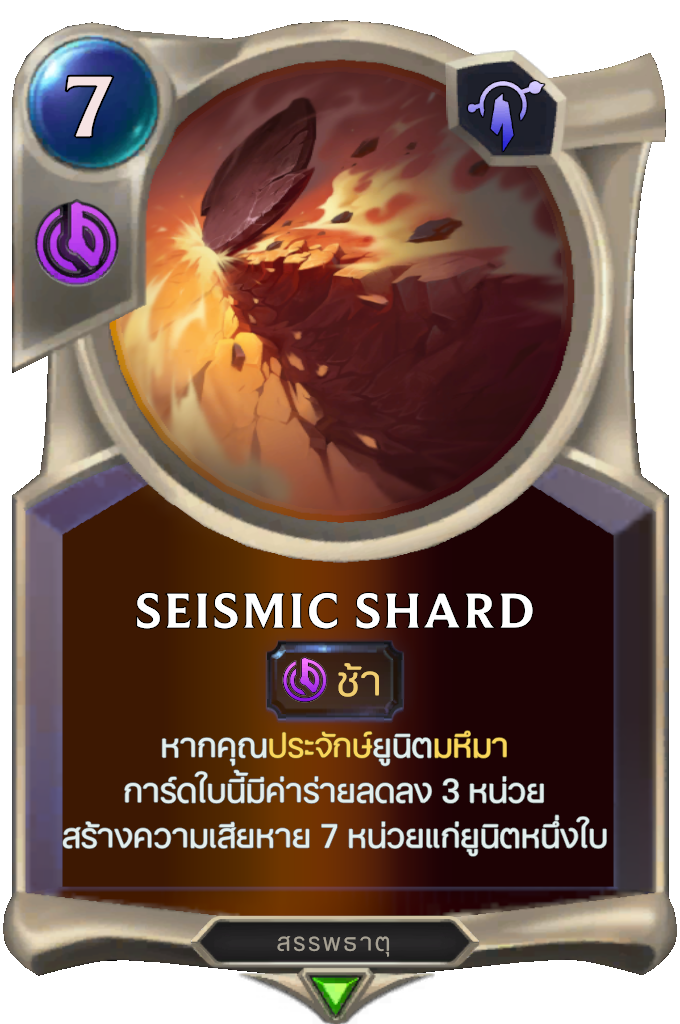 7
SEISMIC SHARD
ช้า
หากคุณประจักษ์ยูนิตมหึมา
การ์ดใบนี้มีค่าร่ายลดลง 3 หน่วย
สร้างความเสียหาย 7 หน่วยแก่ยูนิตหนึ่งใบ
สรรพธาตุ